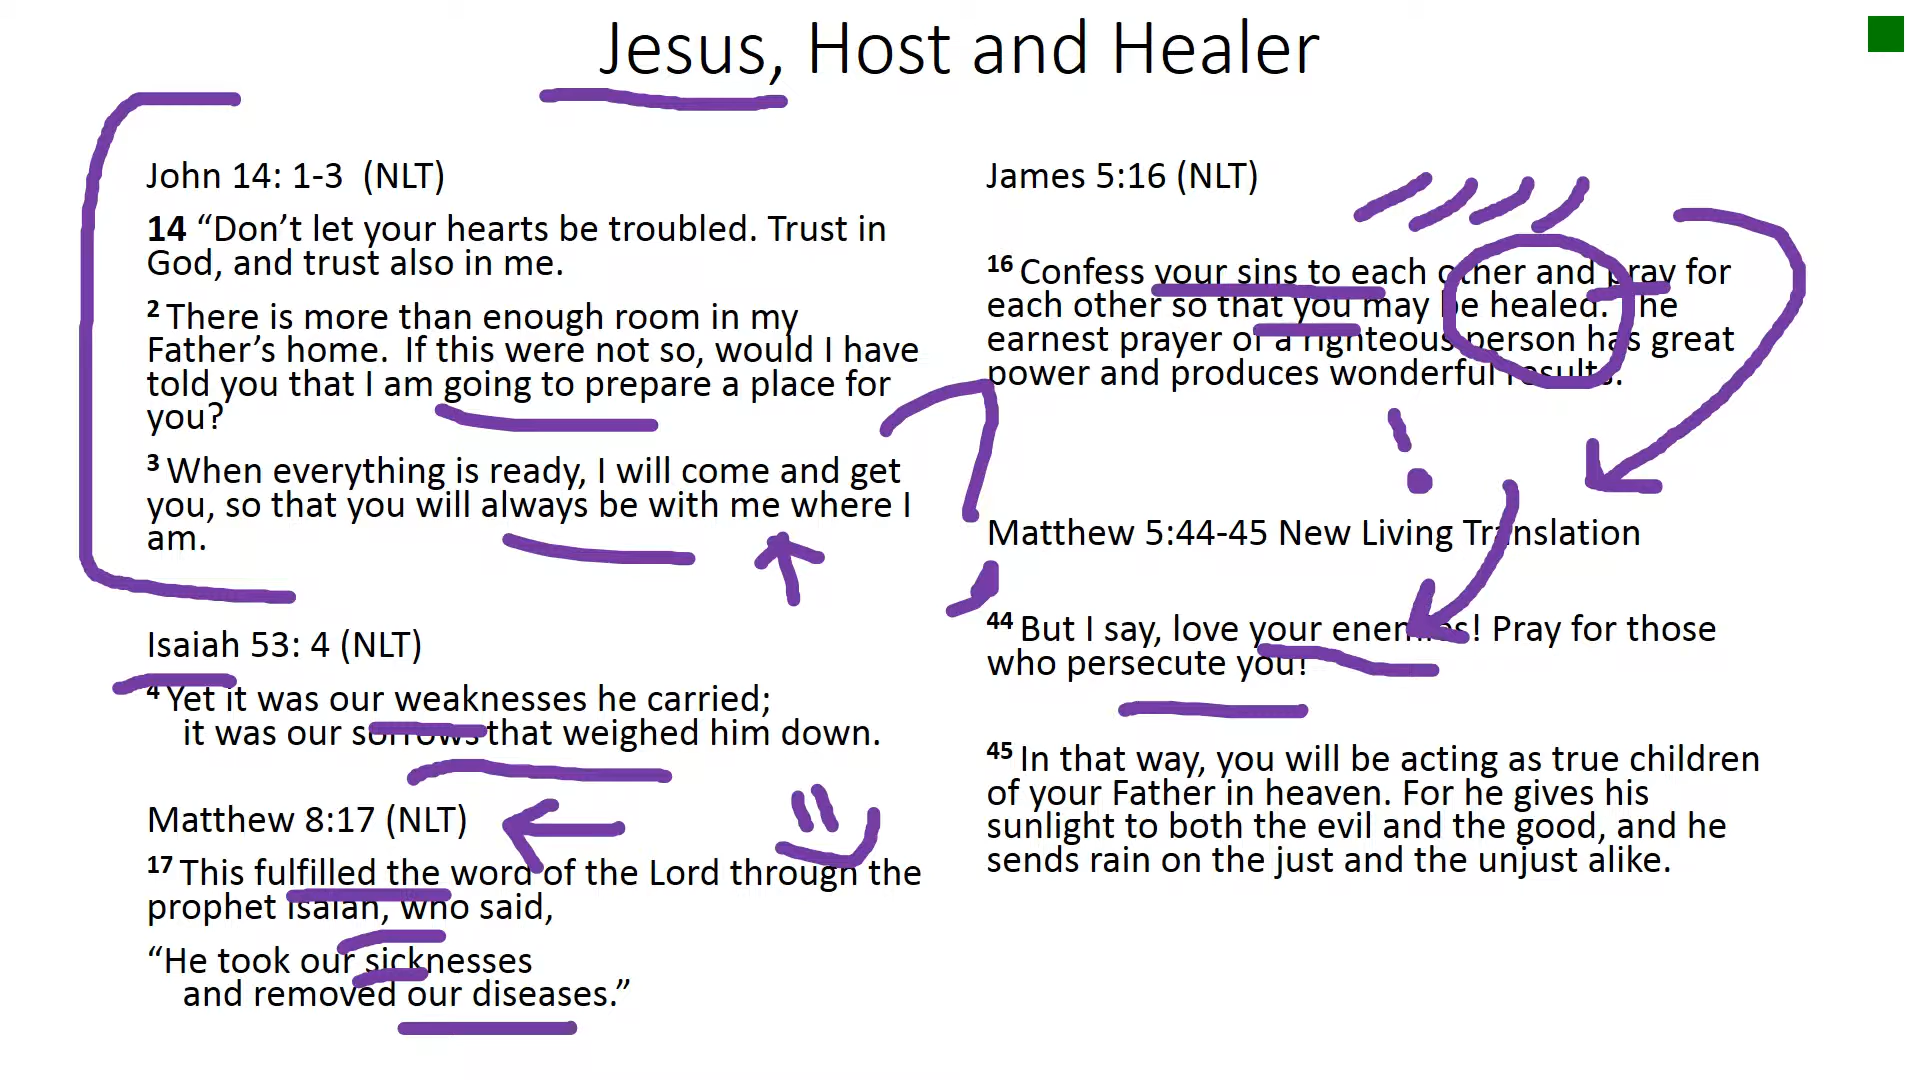 Jesus, Host and Healer
John 14: 1-3 (NLT)
14 “Don’t let your hearts be troubled. Trust in
God, and trust also in me.
2 There is more than enough room in my
Father’s home. If this were not so, would I have
told you that I am going to prepare a place for
you?
3 When everything is ready, I will come and get
you, so that you will always be with me where I
am.
Isaiah 53: 4 (NLT)
4 Yet it was our weaknesses he carried;
it was our sorrows that weighed him down.
Matthew 8:17 (NLT)
17 This fulfilled the word of the Lord through the
prophet Isaiah, who said,
“He took our sicknesses
and removed our diseases.”
James 5:16 (NLT)
16 Confess your sins to each other and pray for
each other so that you may be healed. The
earnest prayer of a righteous person has great
power and produces wonderful results.
Matthew 5:44-45 New Living Translation
44 But I say, love your enemies! Pray for those
who persecute you!
45 In that way, you will be acting as true children
of your Father in heaven. For he gives his
sunlight to both the evil and the good, and he
sends rain on the just and the unjust alike.